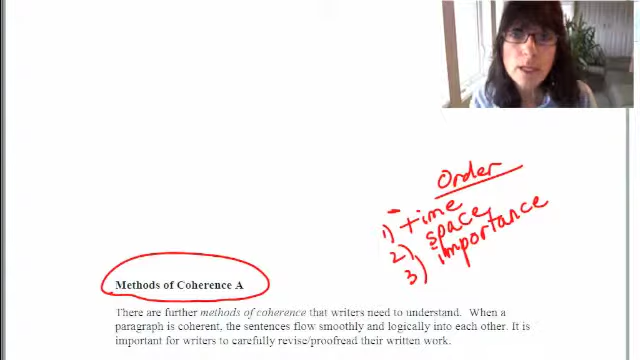 Order
1) time
2) space
3) importance
Methods of Coherence A
There are further methods of coherence that writers need to understand. When a
paragraph is coherent, the sentences flow smoothly and logically into each other. It is
important for writers to carefully revise/proofread their written work.